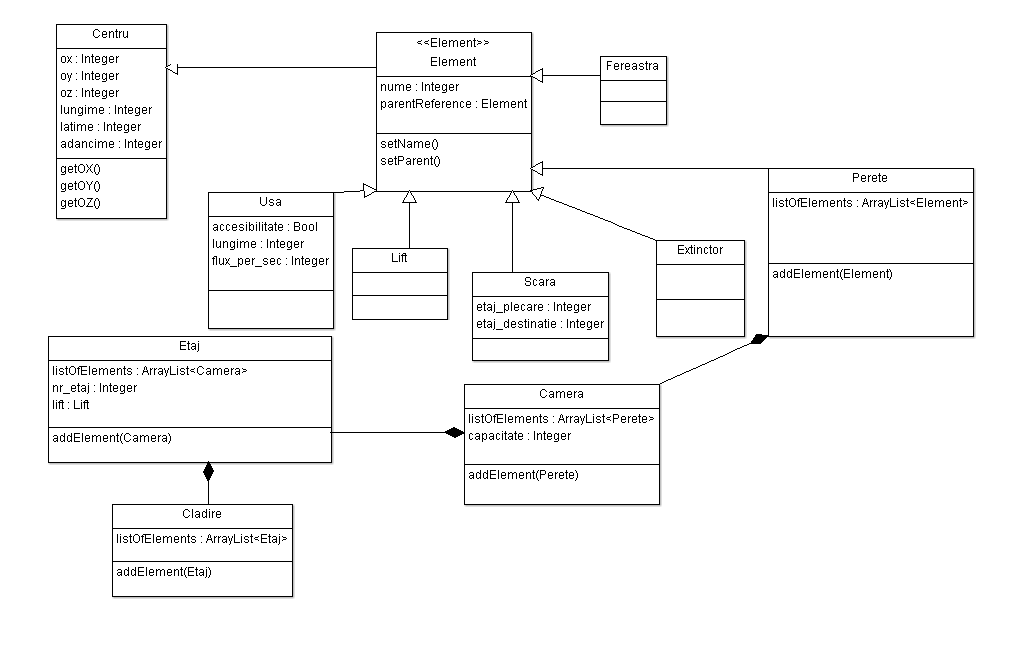 Centru
ox : Integer
oy : Integer
oz : Integer
lungime : Integer
latime : Integer
adancime : Integer
getOX()
getOY()
getOZ()
<<Element>>
Element
nume : Integer
parentReference : Element
setName()
setParent()
Fereastra
Perete
listOfElements : ArrayList<Element>
addElement(Element)
Usa
accesibilitate : Bool
lungime : Integer
flux_per_sec : Integer
Lift
Scara
etaj_plecare : Integer
etaj_destinatie : Integer
Extinctor
Etaj
listOfElements : ArrayList<Camera>
nr_etaj : Integer
lift : Lift
addElement(Camera)
Camera
listOfElements : ArrayList<Perete>
capacitate : Integer
addElement(Perete)
Cladire
listOfElements : ArrayList<Etaj>
addElement(Etaj)